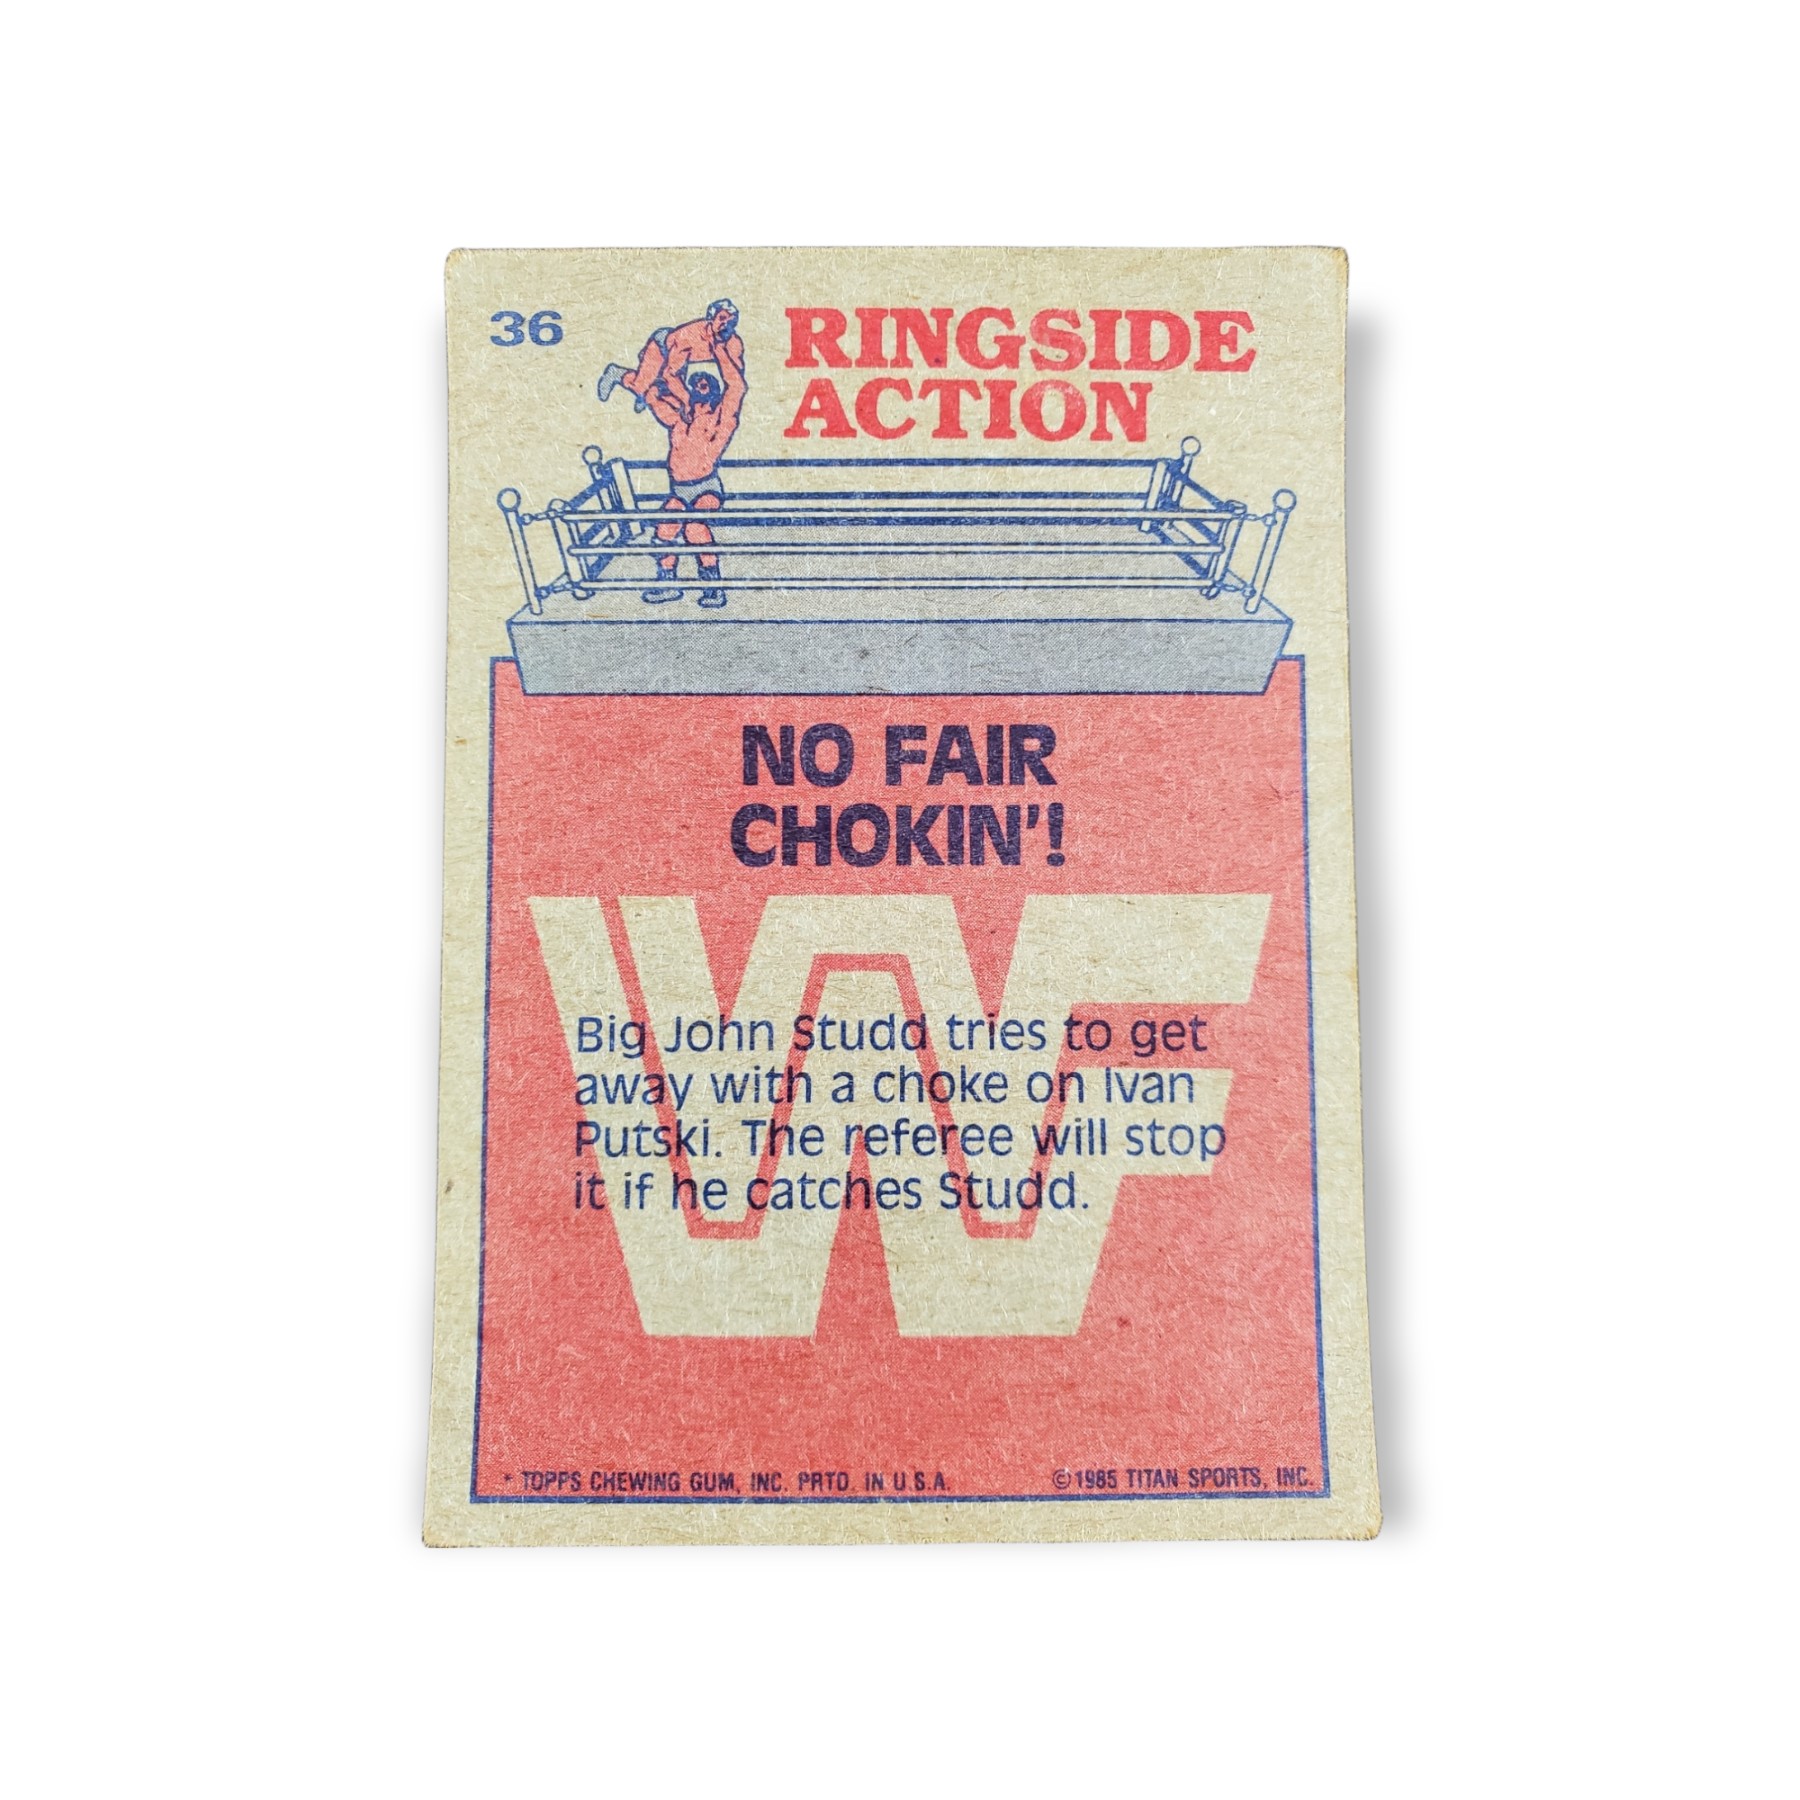 36
RINGSIDE
ACTION
NO FAIR
CHOKIN'!
WF
Big John Studd tries to get
away with a choke on Ivan
Putski. The referee will stop
it if he catches Studd.
* TOPPS CHEWING GUM, INC. PRTD. IN U.S.A.
©1985 TITAN SPORTS, INC.